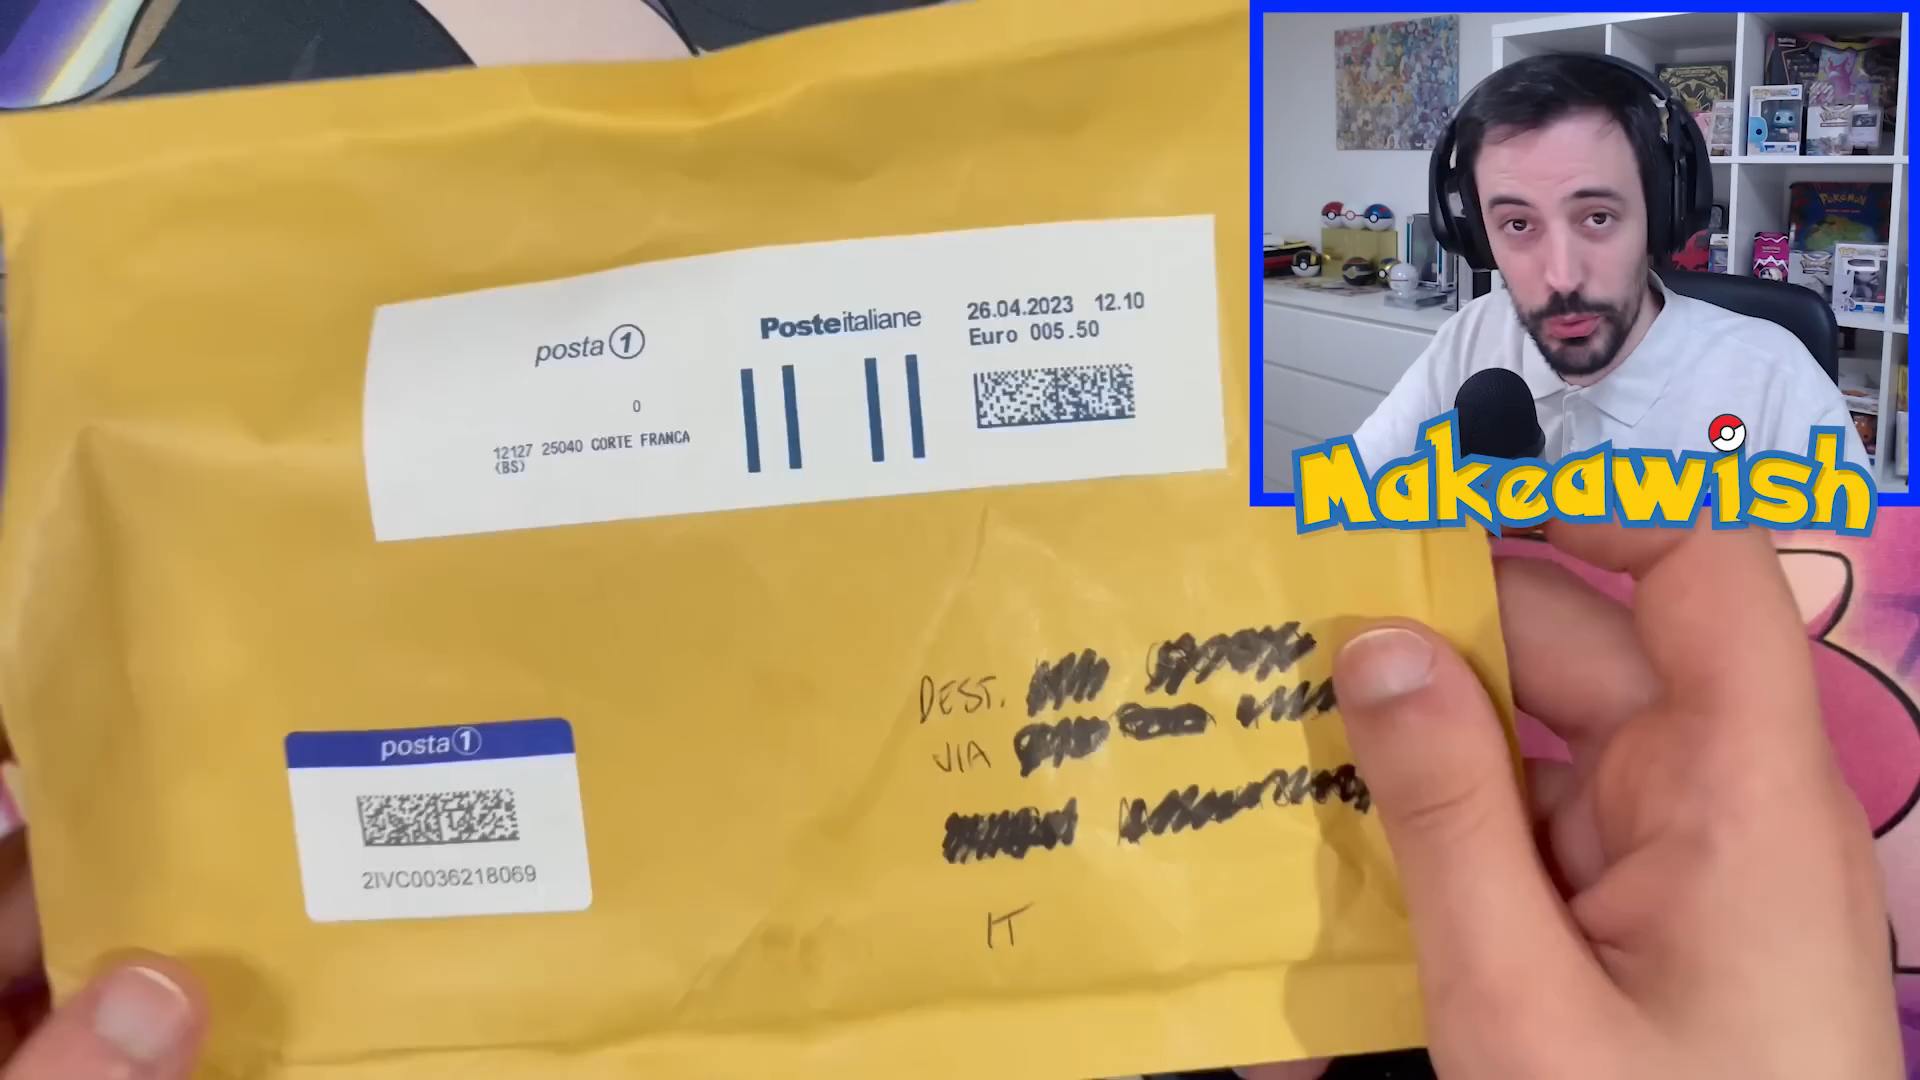 posta 1
Posteitaliane
26.04.2023 12.10
Euro 005.50
0
12127 25040 CORTE FRANCA
(BS)
posta 1
2IVC0036218069
DEST.
VIA
IT
Makeawish
POKÉMON